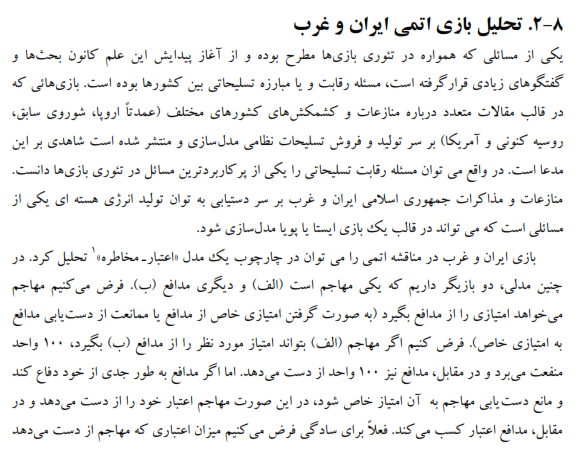 ۲-۸. تحلیل بازی اتمی ایران و غرب
یکی از مسائلی که همواره در تئوری بازی‌ها مطرح بوده و از آغاز پیدایش این علم کانون بحث‌ها و
گفتگوهای زیادی قرار گرفته است، مسئله رقابت و یا مبارزه تسلیحاتی بین کشورها بوده است. بازی‌هائی که
در قالب مقالات متعدد درباره منازعات و کشمکش‌های کشورهای مختلف (عمدتاً اروپا، شوروی سابق،
روسیه کنونی و آمریکا) بر سر تولید و فروش تسلیحات نظامی مدل‌سازی و منتشر شده است شاهدی بر این
مدعا است. در واقع می توان مسئله رقابت تسلیحاتی را یکی از پرکاربردترین مسائل در تئوری بازی‌ها دانست.
منازعات و مذاکرات جمهوری اسلامی ایران و غرب بر سر دستیابی به توان تولید انرژی هسته ای یکی از
مسائلی است که می تواند در قالب یک بازی ایستا یا پویا مدل‌سازی شود.
بازی ایران و غرب در مناقشه اتمی را می توان در چارچوب یک مدل «اعتبارـ مخاطره»۱ تحلیل کرد. در
چنین مدلی، دو بازیگر داریم که یکی مهاجم است (الف) و دیگری مدافع (ب). فرض می‌کنیم مهاجم
می‌خواهد امتیازی را از مدافع بگیرد (به صورت گرفتن امتیازی خاص از مدافع یا ممانعت از دست‌یابی مدافع
به امتیازی خاص). فرض کنیم اگر مهاجم (الف) بتواند امتیاز مورد نظر را از مدافع (ب) بگیرد، ۱۰۰ واحد
منفعت می‌برد و در مقابل، مدافع نیز ۱۰۰ واحد از دست می‌دهد. اما اگر مدافع به طور جدی از خود دفاع کند
و مانع دست‌یابی مهاجم به آن امتیاز خاص شود، در این صورت مهاجم اعتبار خود را از دست می‌دهد و در
مقابل، مدافع اعتبار کسب می‌کند. فعلاً برای سادگی فرض می‌کنیم میزان اعتباری که مهاجم از دست می‌دهد